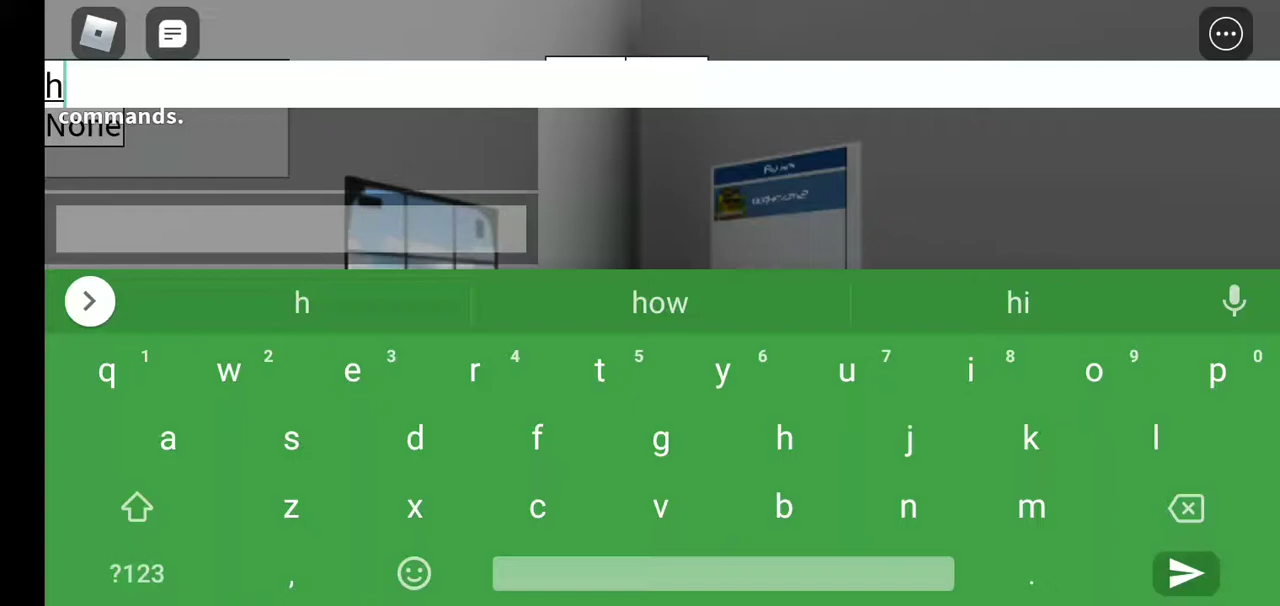 h
commands.
None
h how hi
q 1 w 2 e 3 r 4 t 5 y 6 u 7 i 8 o 9 p 0
a s d f g h j k l
z x c v b n m
?123 , .